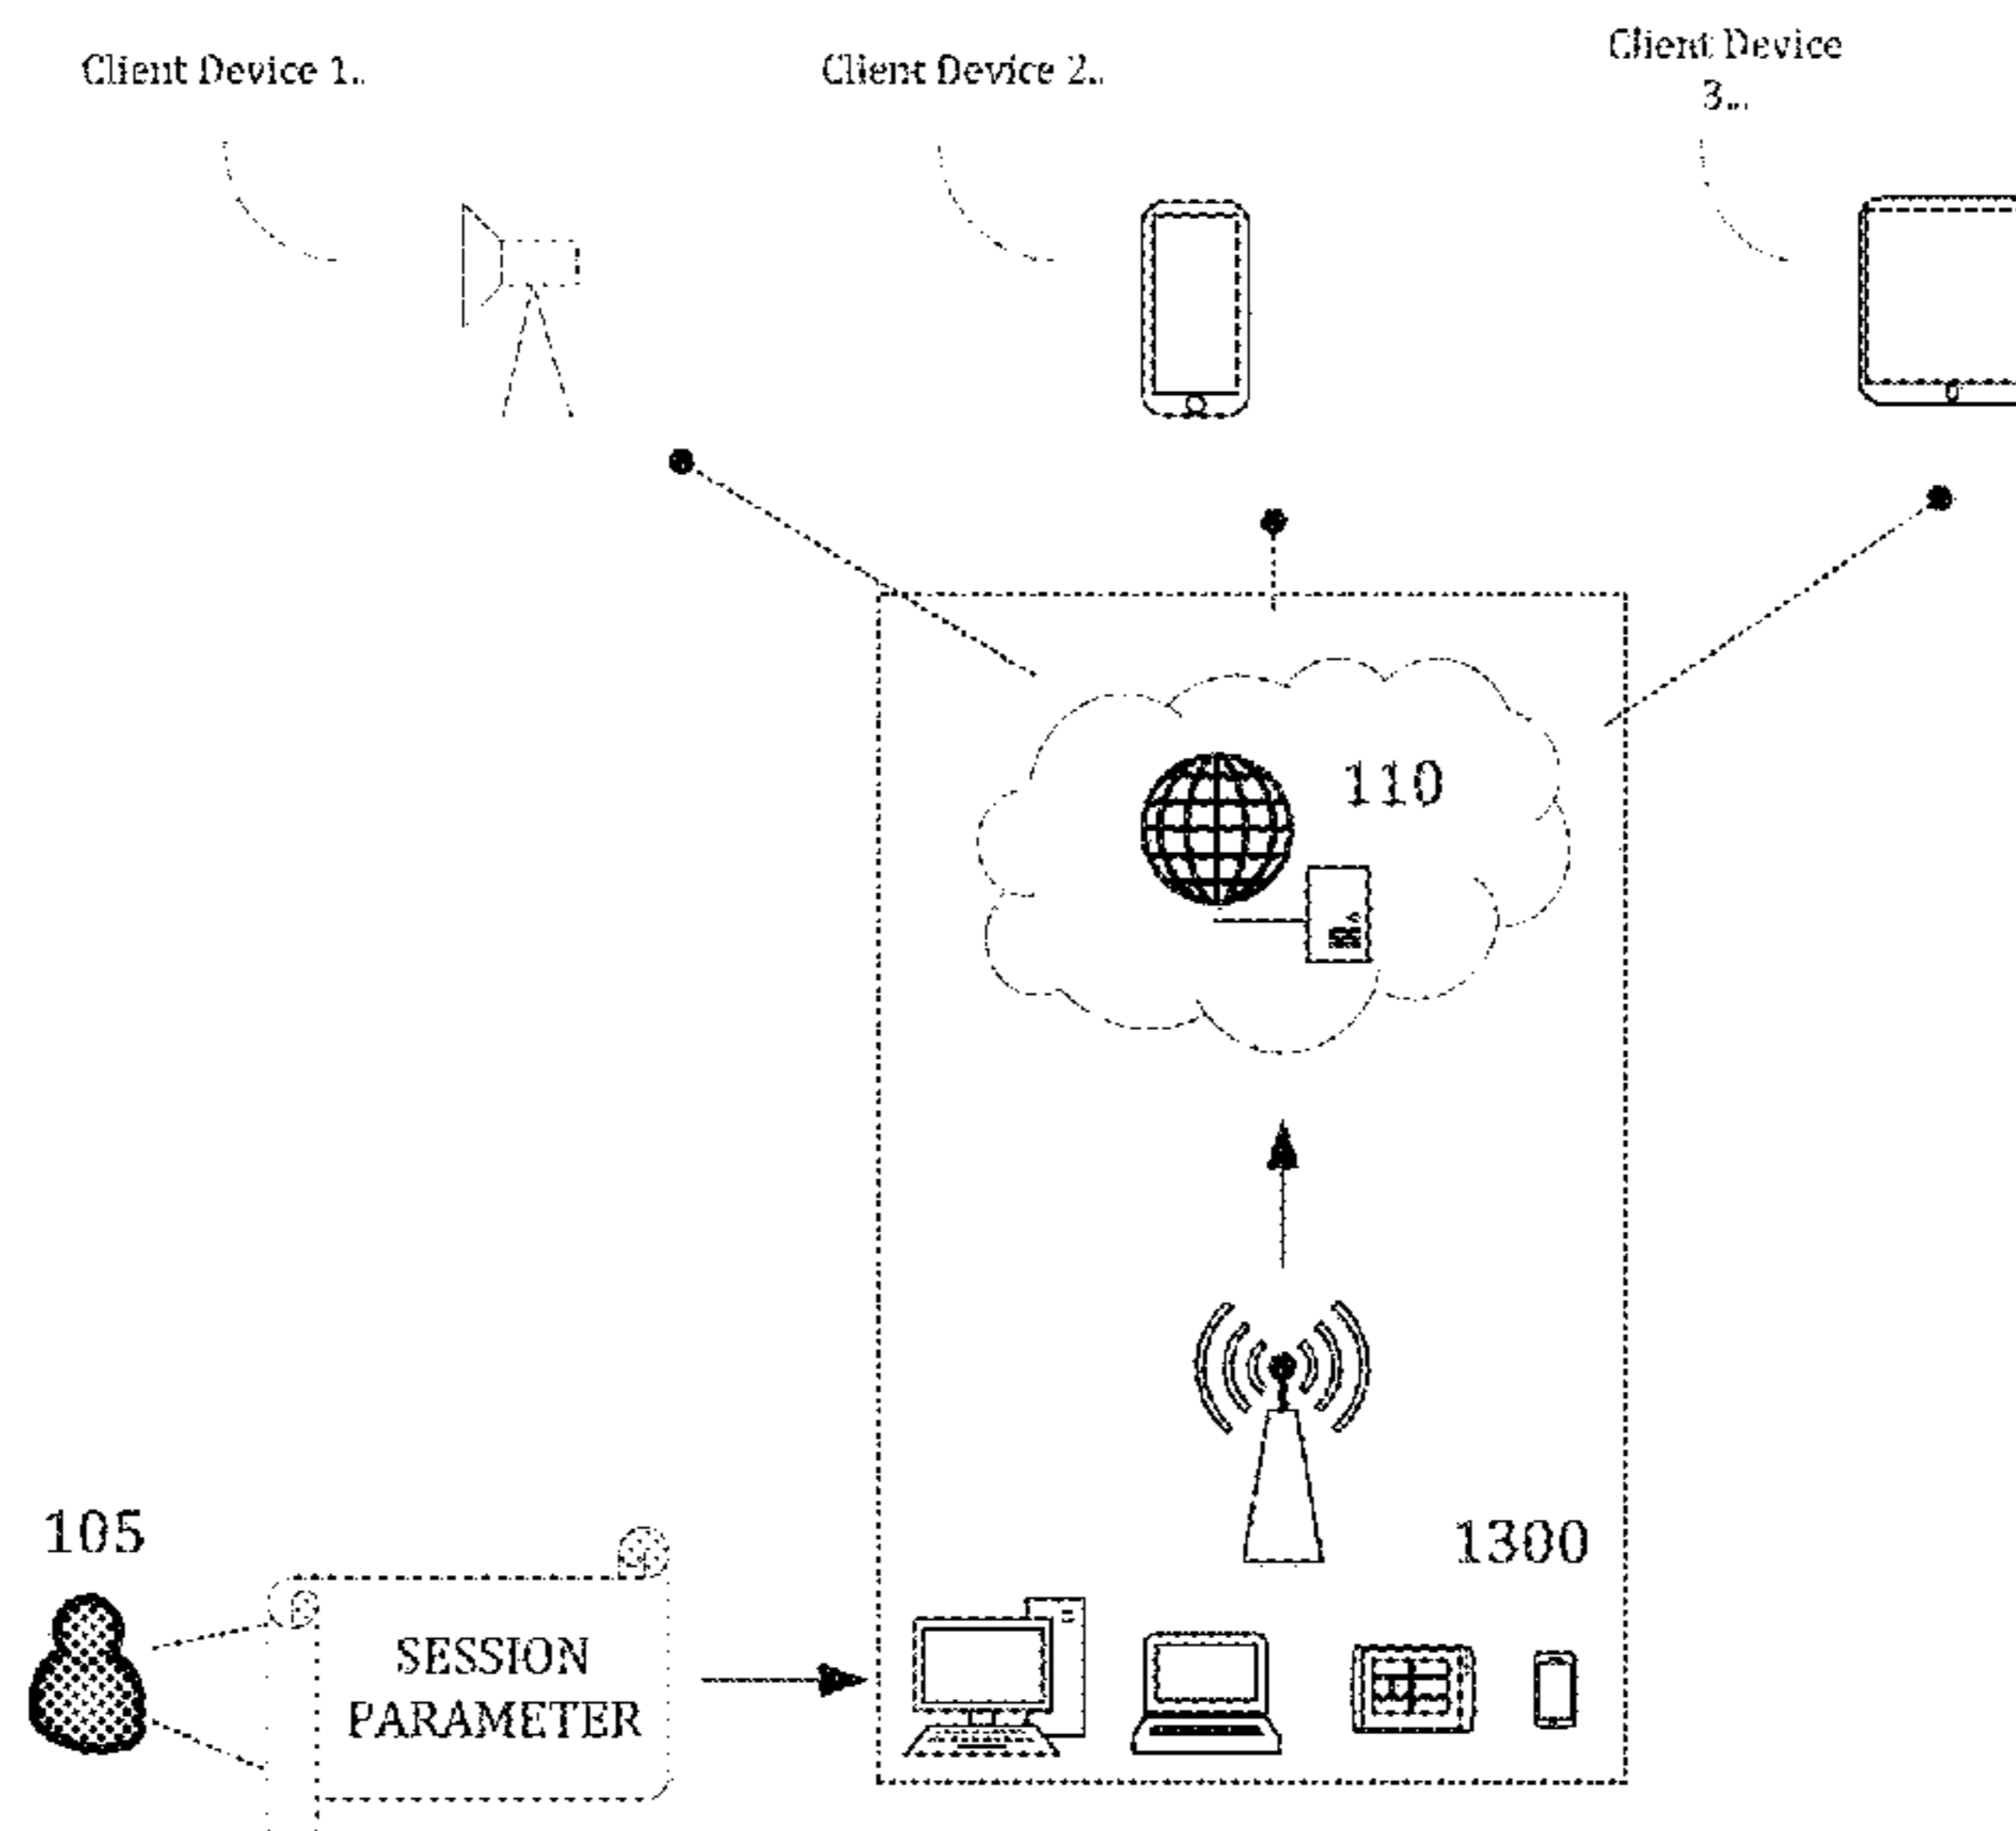 Client Device 1..
Client Device 2..
Client Device
3...
110
105
1300
SESSION
PARAMETER